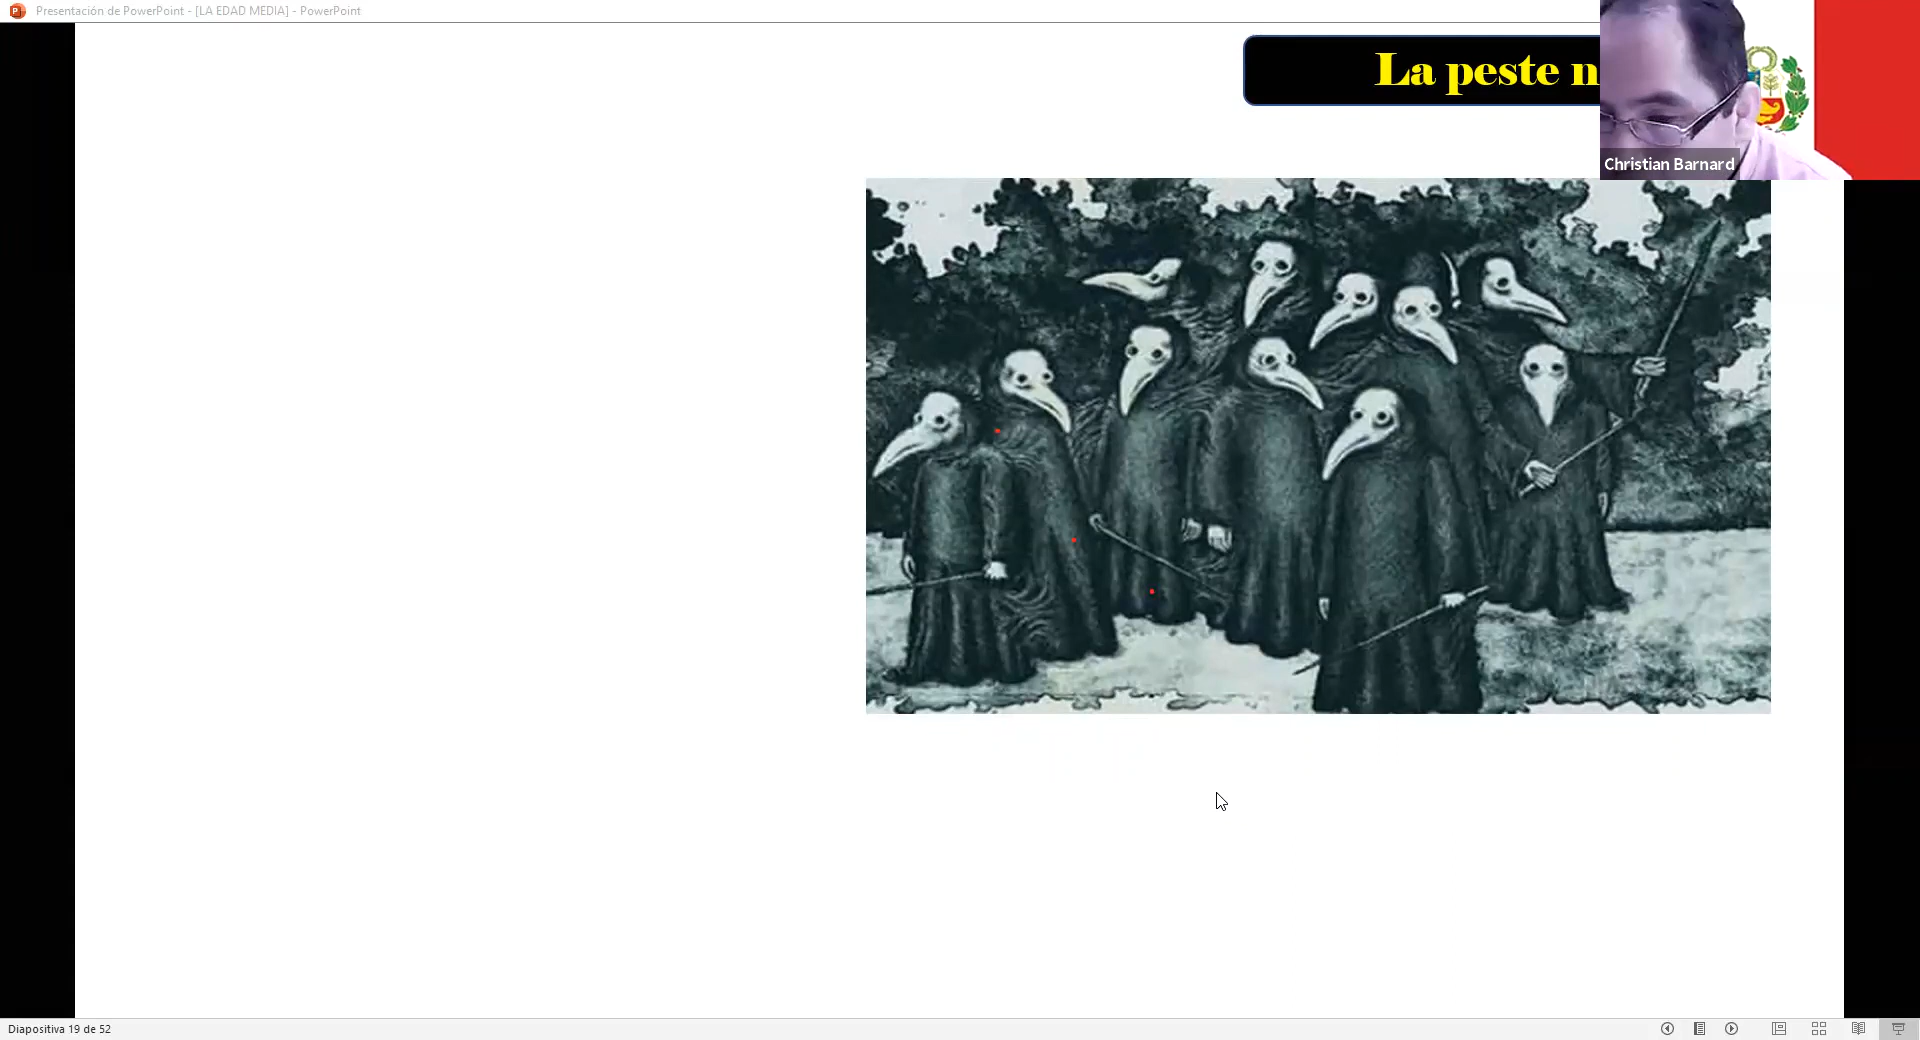 Presentación de PowerPoint - [LA EDAD MEDIA] - PowerPoint
La peste n
Christian Barnard
Diapositiva 19 de 52